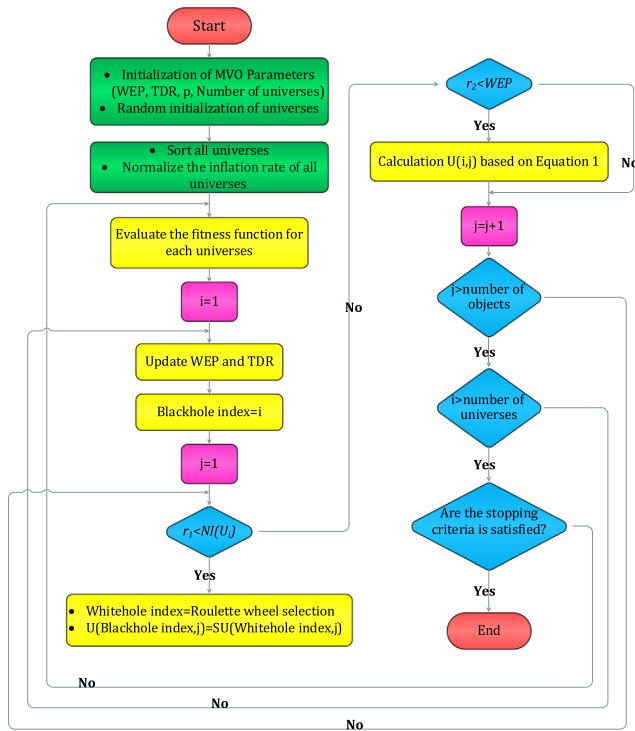 Start
• Initialization of MVO Parameters
(WEP, TDR, p, Number of universes)
• Random initialization of universes
• Sort all universes
• Normalize the inflation rate of all
universes
Evaluate the fitness function for
each universes
i=1
Update WEP and TDR
Blackhole index=i
j=1
r₁<NI(Uᵢ)
Yes
• Whitehole index=Roulette wheel selection
• U(Blackhole index,j)=SU(Whitehole index,j)
No
r₂<WEP
Yes
No
Calculation U(i,j) based on Equation 1
j=j+1
j>number of
objects
Yes
i>number of
universes
Yes
Are the stopping
criteria is satisfied?
Yes
End
No
No
No